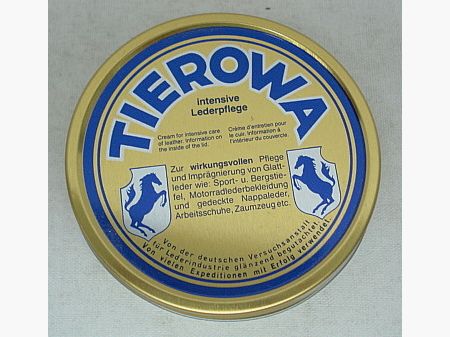 TIEROWA
intensive
Lederpflege
Cream for intensive care
of leather. Information on
the inside of the lid.
Crème d'entretien pour
le cuir. Information à
l'intérieur du couvercle.
Zur wirkungsvollen Pflege
und Imprägnierung von Glatt-
leder wie: Sport- u. Bergstie-
fel, Motorradlederbekleidung
und gedeckte Nappaleder,
Arbeitsschuhe, Zaumzeug etc.
Von der deutschen Versuchsanstalt
für Lederindustrie glänzend begutachtet.
Von vielen Expeditionen mit Erfolg verwendet.